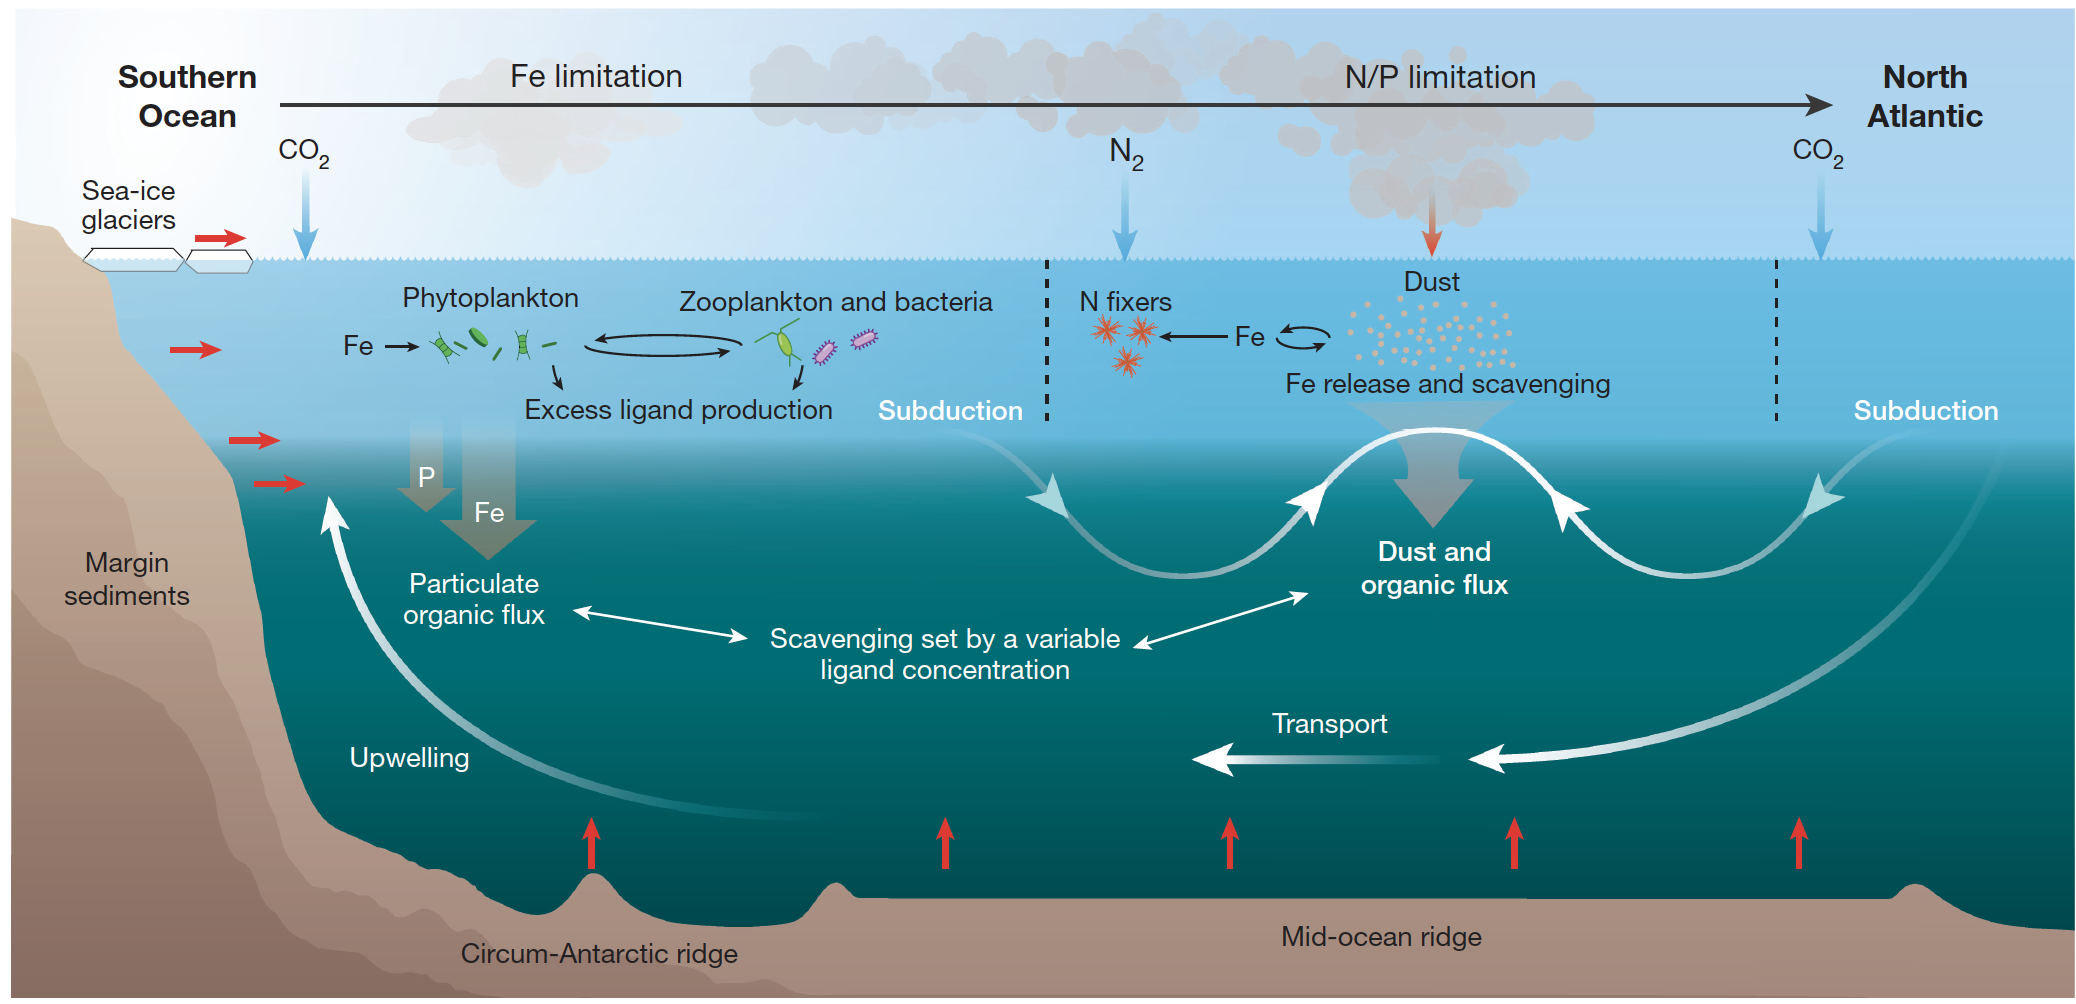 Southern
Ocean
Fe limitation
N/P limitation
North
Atlantic
CO2
N2
CO2
Sea-ice
glaciers
Phytoplankton
Zooplankton and bacteria
N fixers
Dust
Fe
Fe
Fe release and scavenging
Excess ligand production
Subduction
Subduction
P
Fe
Margin
sediments
Particulate
organic flux
Dust and
organic flux
Scavenging set by a variable
ligand concentration
Transport
Upwelling
Circum-Antarctic ridge
Mid-ocean ridge